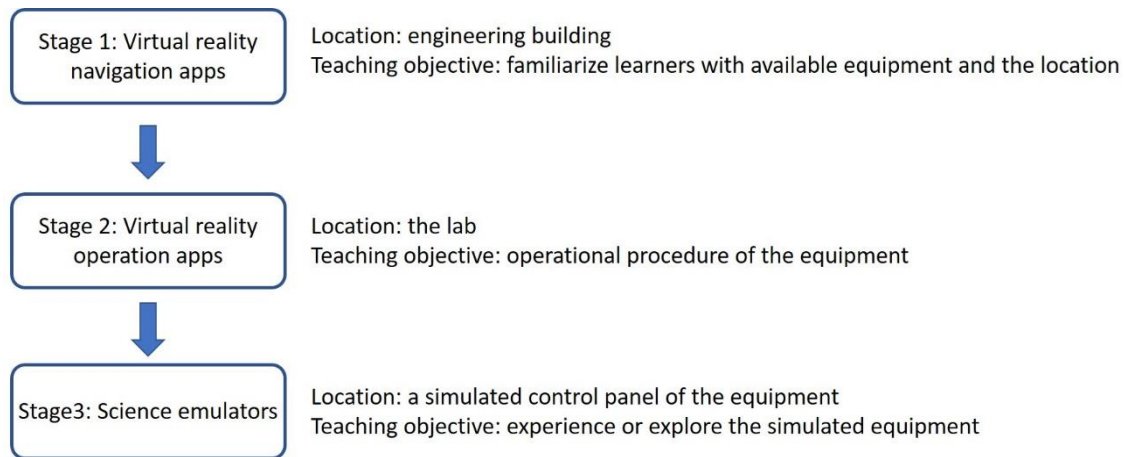 Stage 1: Virtual reality
navigation apps
Location: engineering building
Teaching objective: familiarize learners with available equipment and the location
Stage 2: Virtual reality
operation apps
Location: the lab
Teaching objective: operational procedure of the equipment
Stage3: Science emulators
Location: a simulated control panel of the equipment
Teaching objective: experience or explore the simulated equipment